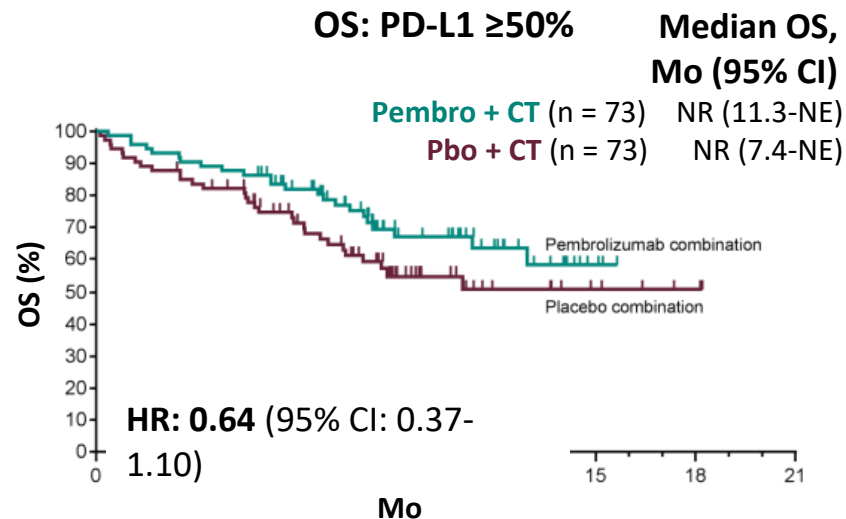 OS: PD-L1 ≥50%
Median OS,
Mo (95% CI)
Pembro + CT (n = 73) NR (11.3-NE)
Pbo + CT (n = 73) NR (7.4-NE)
OS (%)
100
90
80
70
60
50
40
30
20
10
0
Pembrolizumab combination
Placebo combination
HR: 0.64 (95% CI: 0.37-
1.10)
0 15 18 21
Mo